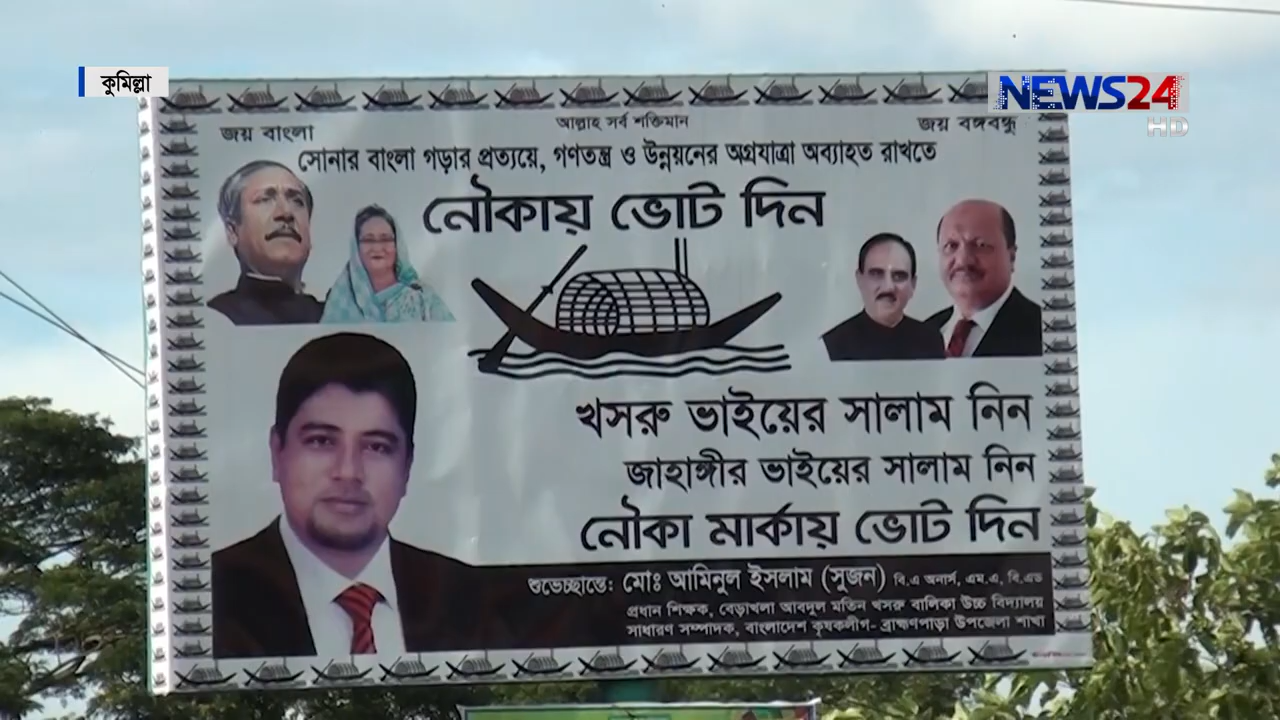 কুমিল্লা
NEWS24
HD
জয় বাংলা
আল্লাহ সর্ব শক্তিমান
জয় বঙ্গবন্ধু
সোনার বাংলা গড়ার প্রত্যয়ে, গণতন্ত্র ও উন্নয়নের অগ্রযাত্রা অব্যাহত রাখতে
নৌকায় ভোট দিন
খসরু ভাইয়ের সালাম নিন
জাহাঙ্গীর ভাইয়ের সালাম নিন
নৌকা মার্কায় ভোট দিন
শুভেচ্ছান্তে: মোঃ আমিনুল ইসলাম (সুজন) বি.এ অনার্স, এম.এ, বি.এড
প্রধান শিক্ষক, বেড়াখলা আবদুল মতিন খসরু বালিকা উচ্চ বিদ্যালয়
সাধারণ সম্পাদক, বাংলাদেশ কৃষকলীগ- ব্রাহ্মণপাড়া উপজেলা শাখা